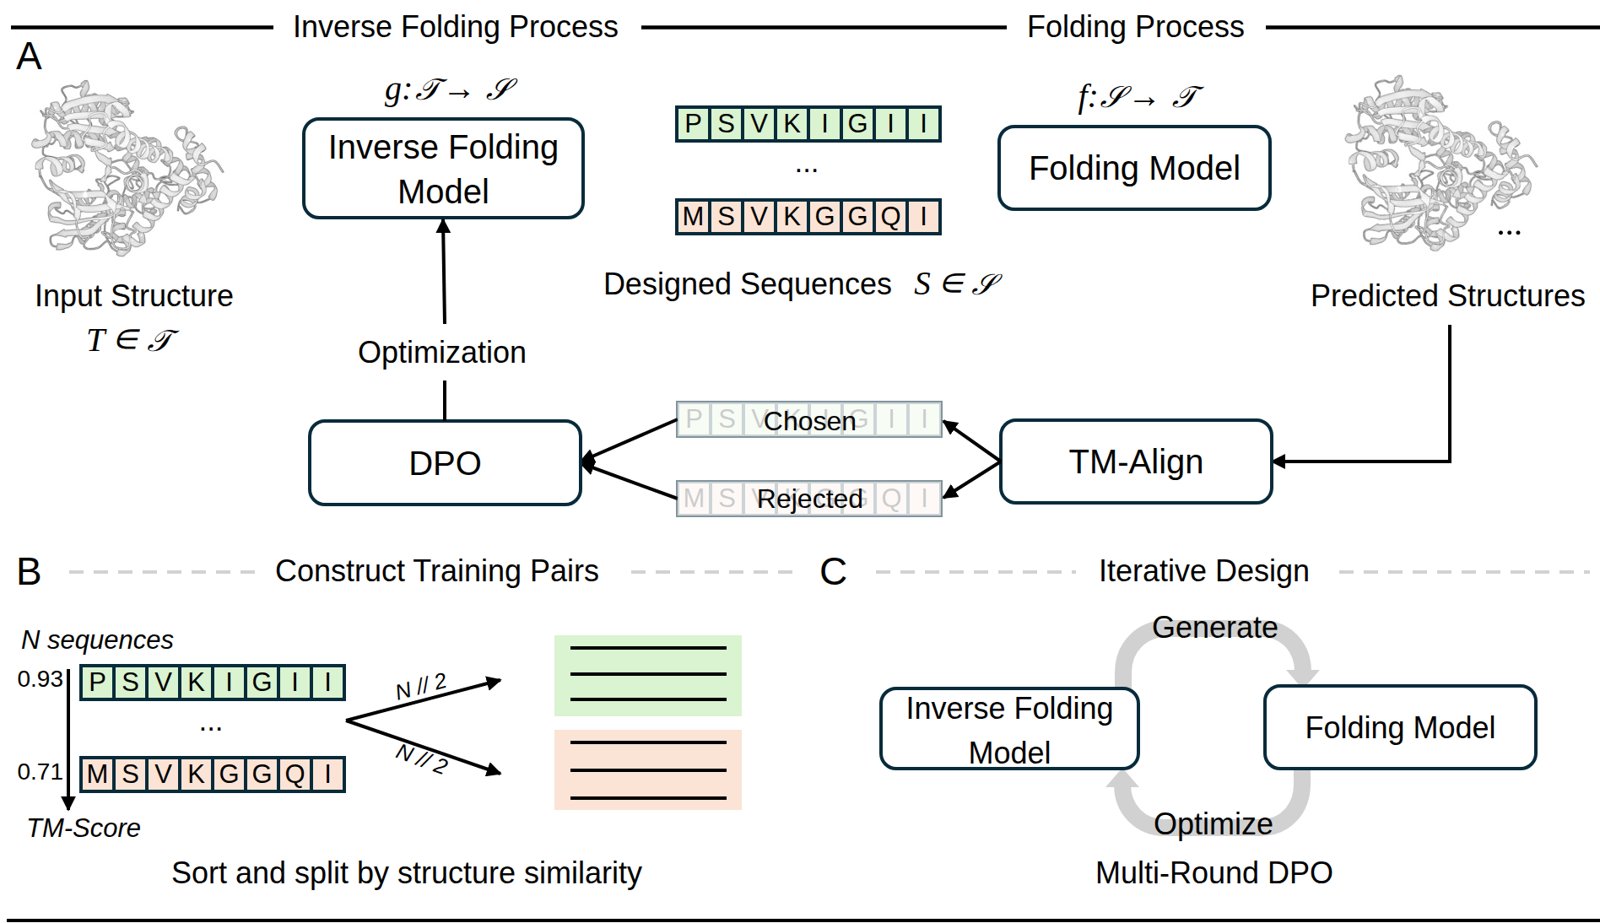 Inverse Folding Process
Folding Process
A
g: 𝒯 → 𝒮
Inverse Folding
Model
P S V K I G I I
...
M S V K G G Q I
Designed Sequences S ∈ 𝒮
f: 𝒮 → 𝒯
Folding Model
...
Input Structure
T ∈ 𝒯
Predicted Structures
Optimization
DPO
P S V K I G I I
Chosen
M S V K G G Q I
Rejected
TM-Align
B
Construct Training Pairs
N sequences
0.93
P S V K I G I I
...
0.71
M S V K G G Q I
TM-Score
N // 2
N // 2
Sort and split by structure similarity
C
Iterative Design
Generate
Inverse Folding
Model
Folding Model
Optimize
Multi-Round DPO